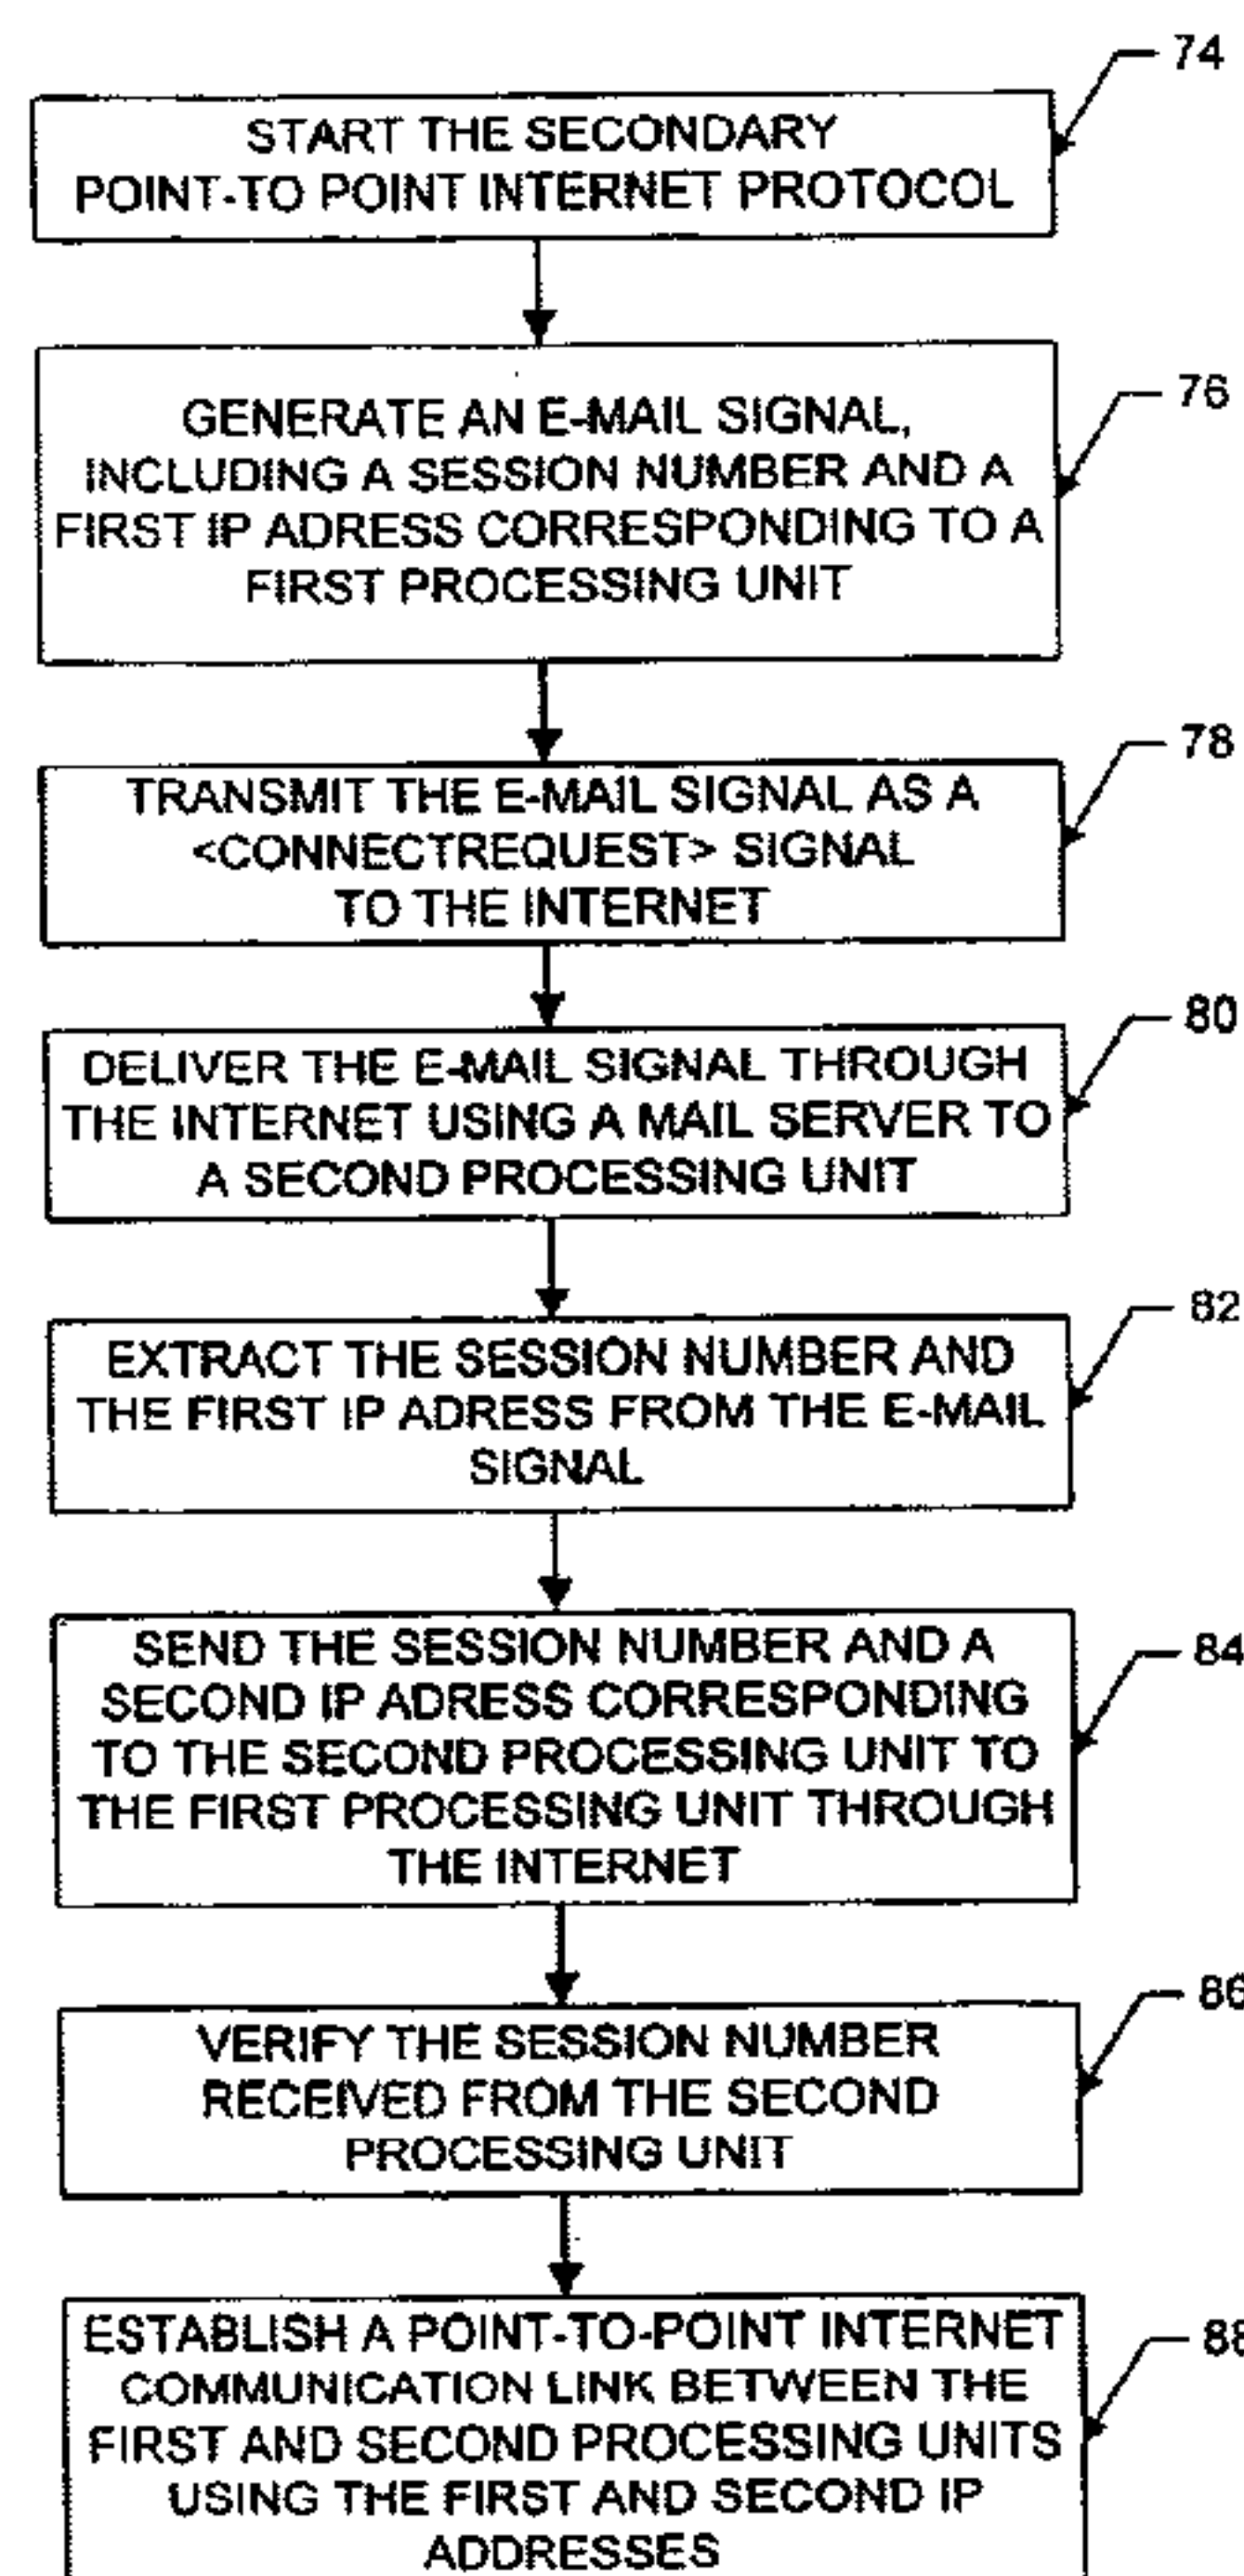 74
START THE SECONDARY
POINT-TO POINT INTERNET PROTOCOL
76
GENERATE AN E-MAIL SIGNAL,
INCLUDING A SESSION NUMBER AND A
FIRST IP ADRESS CORRESPONDING TO A
FIRST PROCESSING UNIT
78
TRANSMIT THE E-MAIL SIGNAL AS A
<CONNECTREQUEST> SIGNAL
TO THE INTERNET
80
DELIVER THE E-MAIL SIGNAL THROUGH
THE INTERNET USING A MAIL SERVER TO
A SECOND PROCESSING UNIT
82
EXTRACT THE SESSION NUMBER AND
THE FIRST IP ADRESS FROM THE E-MAIL
SIGNAL
84
SEND THE SESSION NUMBER AND A
SECOND IP ADRESS CORRESPONDING
TO THE SECOND PROCESSING UNIT TO
THE FIRST PROCESSING UNIT THROUGH
THE INTERNET
86
VERIFY THE SESSION NUMBER
RECEIVED FROM THE SECOND
PROCESSING UNIT
88
ESTABLISH A POINT-TO-POINT INTERNET
COMMUNICATION LINK BETWEEN THE
FIRST AND SECOND PROCESSING UNITS
USING THE FIRST AND SECOND IP
ADDRESSES